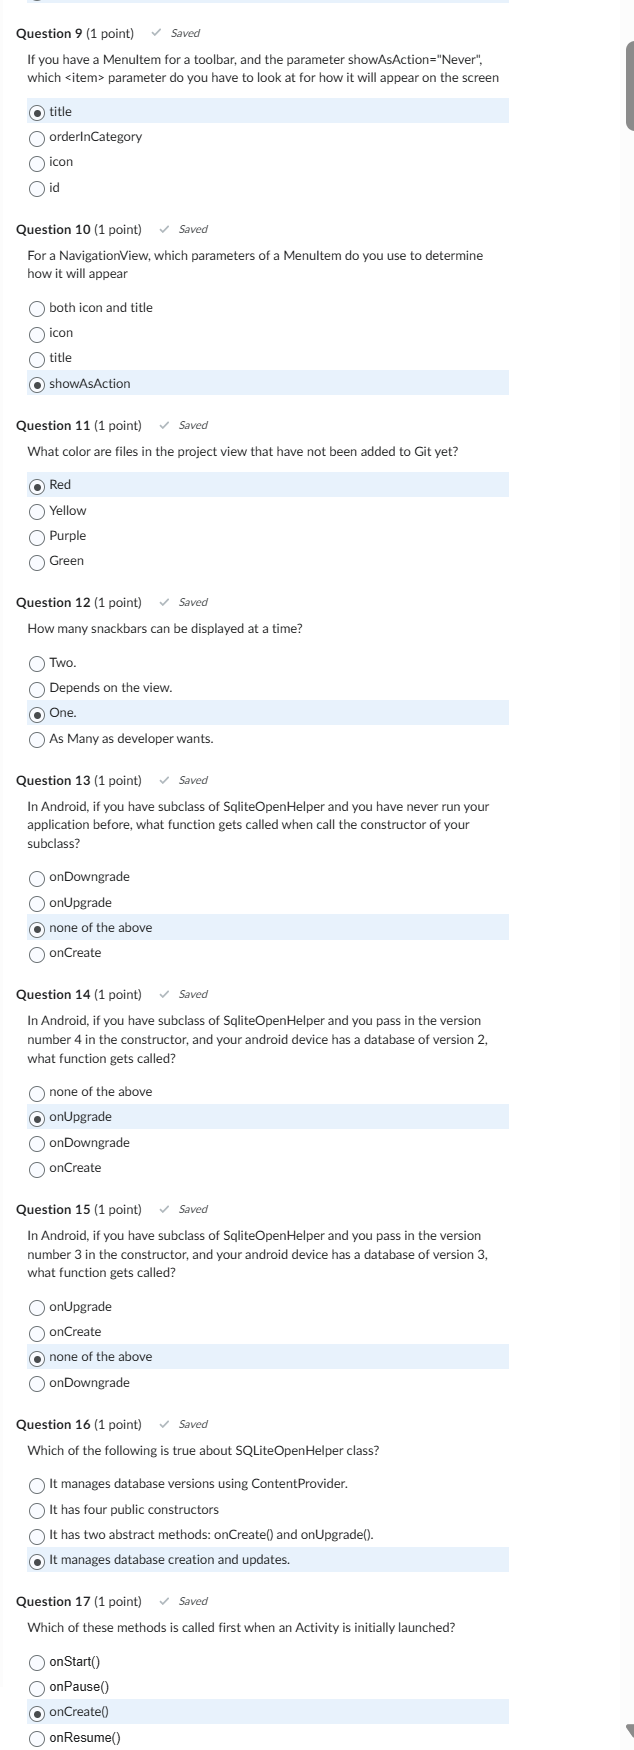 Question 9 (1 point) ✓ Saved
If you have a MenuItem for a toolbar, and the parameter showAsAction="Never",
which <item> parameter do you have to look at for how it will appear on the screen
title
orderInCategory
icon
id
Question 10 (1 point) ✓ Saved
For a NavigationView, which parameters of a MenuItem do you use to determine
how it will appear
both icon and title
icon
title
showAsAction
Question 11 (1 point) ✓ Saved
What color are files in the project view that have not been added to Git yet?
Red
Yellow
Purple
Green
Question 12 (1 point) ✓ Saved
How many snackbars can be displayed at a time?
Two.
Depends on the view.
One.
As Many as developer wants.
Question 13 (1 point) ✓ Saved
In Android, if you have subclass of SqliteOpenHelper and you have never run your
application before, what function gets called when call the constructor of your
subclass?
onDowngrade
onUpgrade
none of the above
onCreate
Question 14 (1 point) ✓ Saved
In Android, if you have subclass of SqliteOpenHelper and you pass in the version
number 4 in the constructor, and your android device has a database of version 2,
what function gets called?
none of the above
onUpgrade
onDowngrade
onCreate
Question 15 (1 point) ✓ Saved
In Android, if you have subclass of SqliteOpenHelper and you pass in the version
number 3 in the constructor, and your android device has a database of version 3,
what function gets called?
onUpgrade
onCreate
none of the above
onDowngrade
Question 16 (1 point) ✓ Saved
Which of the following is true about SQLiteOpenHelper class?
It manages database versions using ContentProvider.
It has four public constructors
It has two abstract methods: onCreate() and onUpgrade().
It manages database creation and updates.
Question 17 (1 point) ✓ Saved
Which of these methods is called first when an Activity is initially launched?
onStart()
onPause()
onCreate()
onResume()